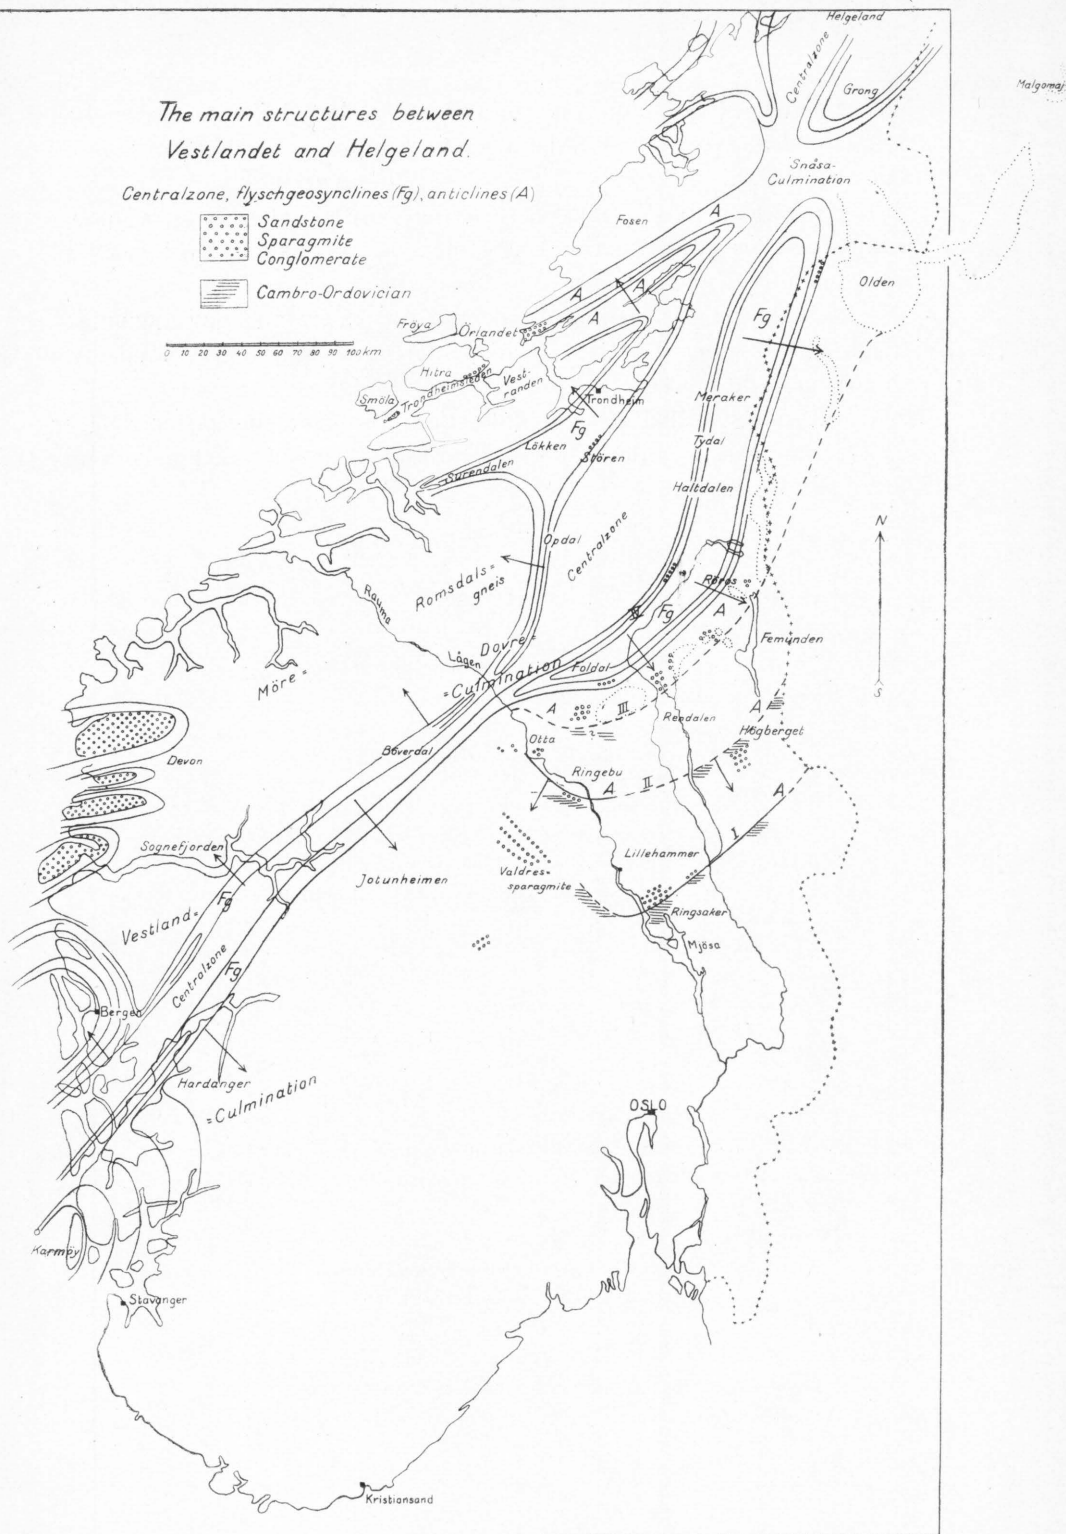 Helgeland
Centralzone
Grong
Malgomaj
The main structures between
Vestlandet and Helgeland.
Snåsa-
Culmination
Centralzone, flyschgeosynclines (Fg), anticlines (A)
Sandstone
Sparagmite
Conglomerate
Cambro-Ordovician
Fosen
A
A
A
A
Olden
Fg
Fröya
Örlandet
0 10 20 30 40 50 60 70 80 90 100 km
Hitra
Trondheimsleden
Vest-
randen
Smöla
Trondheim
Meraker
Fg
Lökken
Stören
Tydal
Surendalen
Haltdalen
N
S
Opdal
Centralzone
Romsdals=
gneis
Rauma
Röros
Fg
A
Femunden
Dovre=
Lågen
=Culmination
Foldal
Möre=
A
III
Rendalen
A
Högberget
Otta
Böverdal
Devon
Ringebu
A
II
A
I
Sognefjorden
Lillehammer
Jotunheimen
Valdres=
sparagmite
Fg
Vestland=
Ringsaker
Mjösa
Centralzone
Fg
Bergen
Hardanger
=Culmination
OSLO
Karmöy
Stavanger
Kristiansand